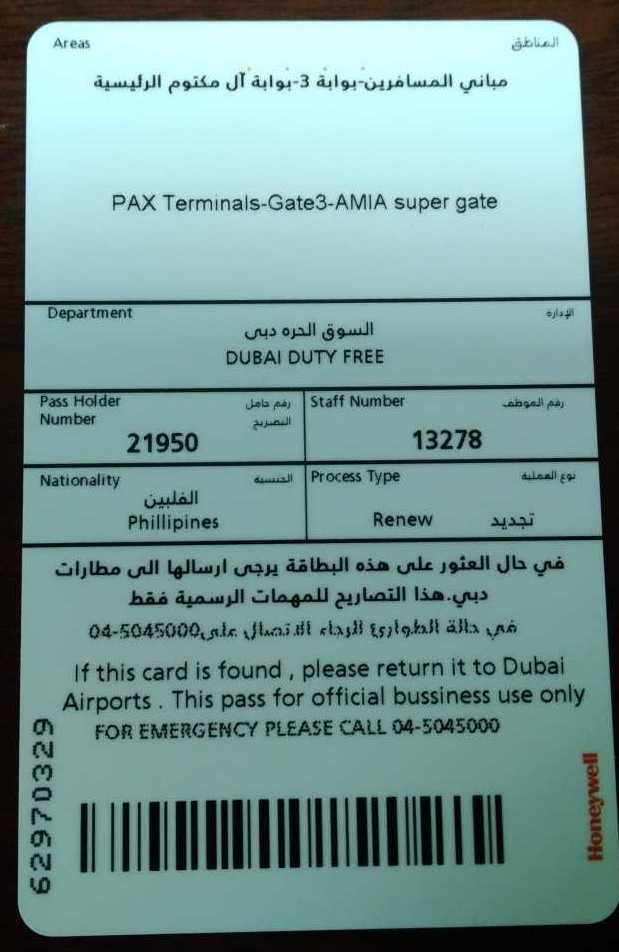 Areas المناطق
مباني المسافرين-بوابة 3-بوابة آل مكتوم الرئيسية
PAX Terminals-Gate3-AMIA super gate
Department الإدارة
السوق الحره دبى
DUBAI DUTY FREE
Pass Holder Number رقم حامل التصريح
21950
Staff Number رقم الموظف
13278
Nationality الجنسية
الفلبين
Phillipines
Process Type نوع العملية
Renew تجديد
في حال العثور على هذه البطاقة يرجى ارسالها الى مطارات
دبي.هذا التصاريح للمهمات الرسمية فقط
في حالة الطوارئ الرجاء الاتصال على04-5045000
If this card is found , please return it to Dubai
Airports . This pass for official bussiness use only
FOR EMERGENCY PLEASE CALL 04-5045000
62970329
Honeywell